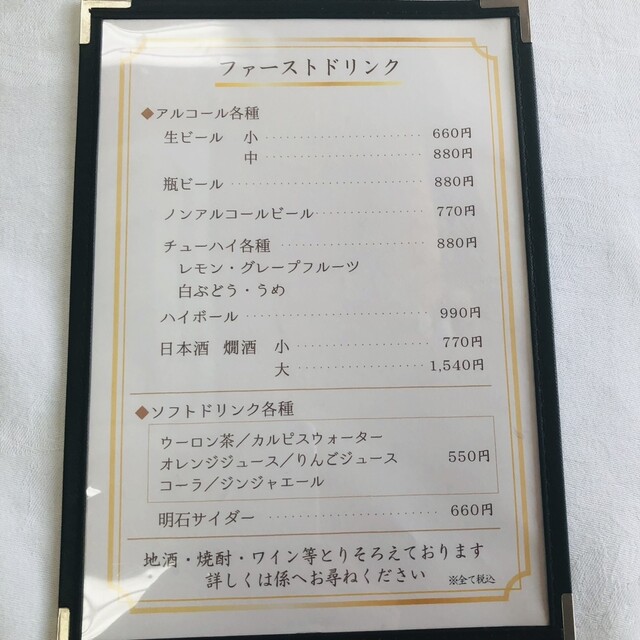 ファーストドリンク
◆アルコール各種
生ビール 小 ‥‥‥‥‥‥‥‥ 660円
中 ‥‥‥‥‥‥‥‥ 880円
瓶ビール ‥‥‥‥‥‥‥‥ 880円
ノンアルコールビール‥‥‥‥‥‥ 770円
チューハイ各種 ‥‥‥‥‥‥‥ 880円
レモン・グレープフルーツ
白ぶどう・うめ
ハイボール ‥‥‥‥‥‥‥‥ 990円
日本酒 燗酒 小 ‥‥‥‥‥‥‥ 770円
大 ‥‥‥‥‥‥‥ 1,540円
◆ソフトドリンク各種
ウーロン茶／カルピスウォーター
オレンジジュース／りんごジュース 550円
コーラ／ジンジャエール
明石サイダー ‥‥‥‥‥‥‥‥ 660円
地酒・焼酎・ワイン等とりそろえております
詳しくは係へお尋ねください ※全て税込